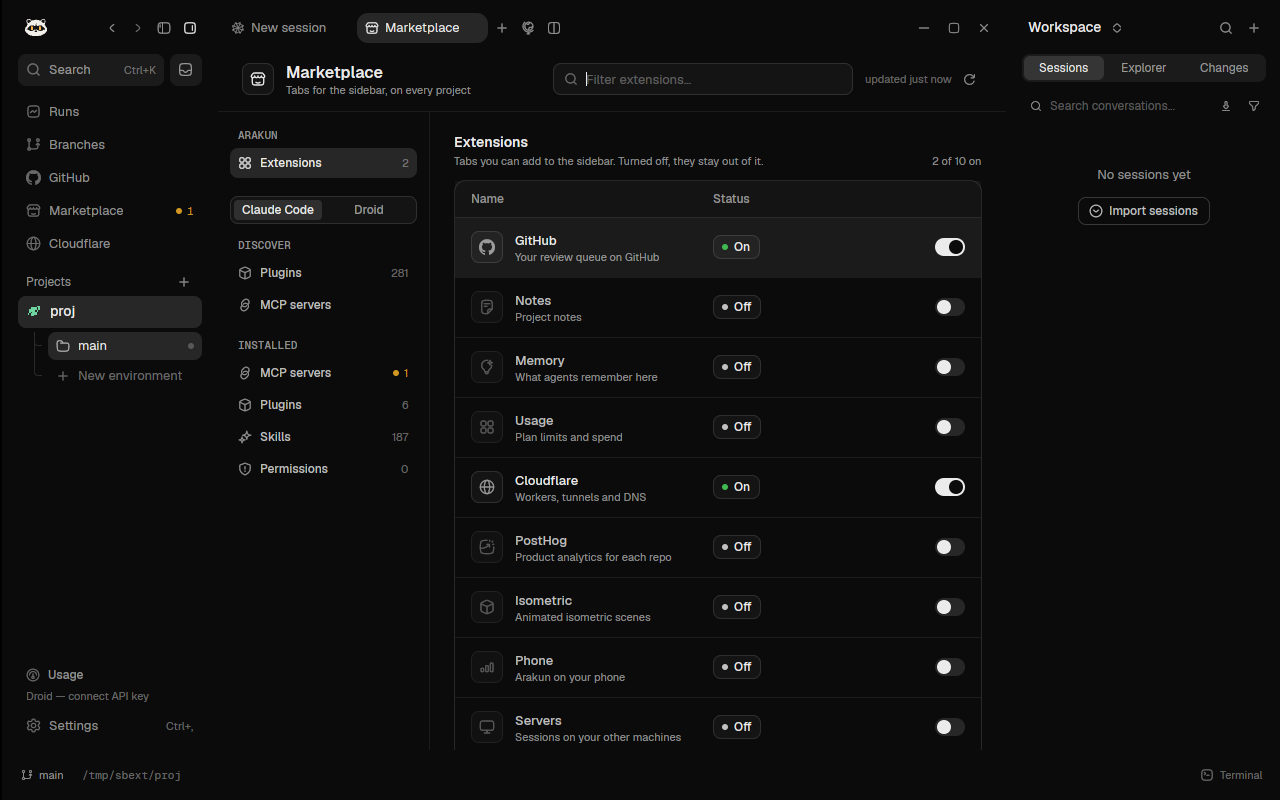 New session
Marketplace
Workspace
Search
Ctrl+K
Runs
Branches
GitHub
Marketplace
1
Cloudflare
Projects
proj
main
New environment
Usage
Droid — connect API key
Settings
Ctrl+,
Marketplace
Tabs for the sidebar, on every project
Filter extensions...
updated just now
ARAKUN
Extensions
2
Claude Code
Droid
DISCOVER
Plugins
281
MCP servers
INSTALLED
MCP servers
1
Plugins
6
Skills
187
Permissions
0
Extensions
Tabs you can add to the sidebar. Turned off, they stay out of it.
2 of 10 on
Name
Status
GitHub
Your review queue on GitHub
On
Notes
Project notes
Off
Memory
What agents remember here
Off
Usage
Plan limits and spend
Off
Cloudflare
Workers, tunnels and DNS
On
PostHog
Product analytics for each repo
Off
Isometric
Animated isometric scenes
Off
Phone
Arakun on your phone
Off
Servers
Sessions on your other machines
Off
Sessions
Explorer
Changes
Search conversations...
No sessions yet
Import sessions
main
/tmp/sbext/proj
Terminal